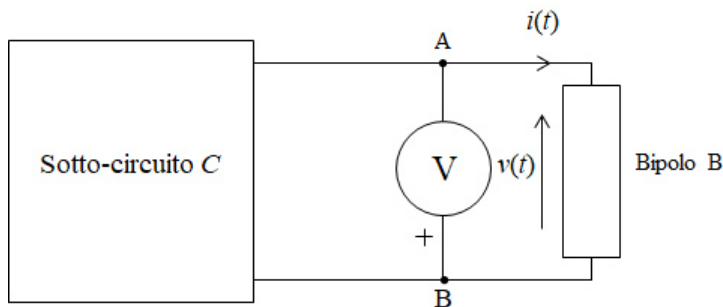 i(t)
A
Sotto-circuito C
V
v(t)
Bipolo B
+
B